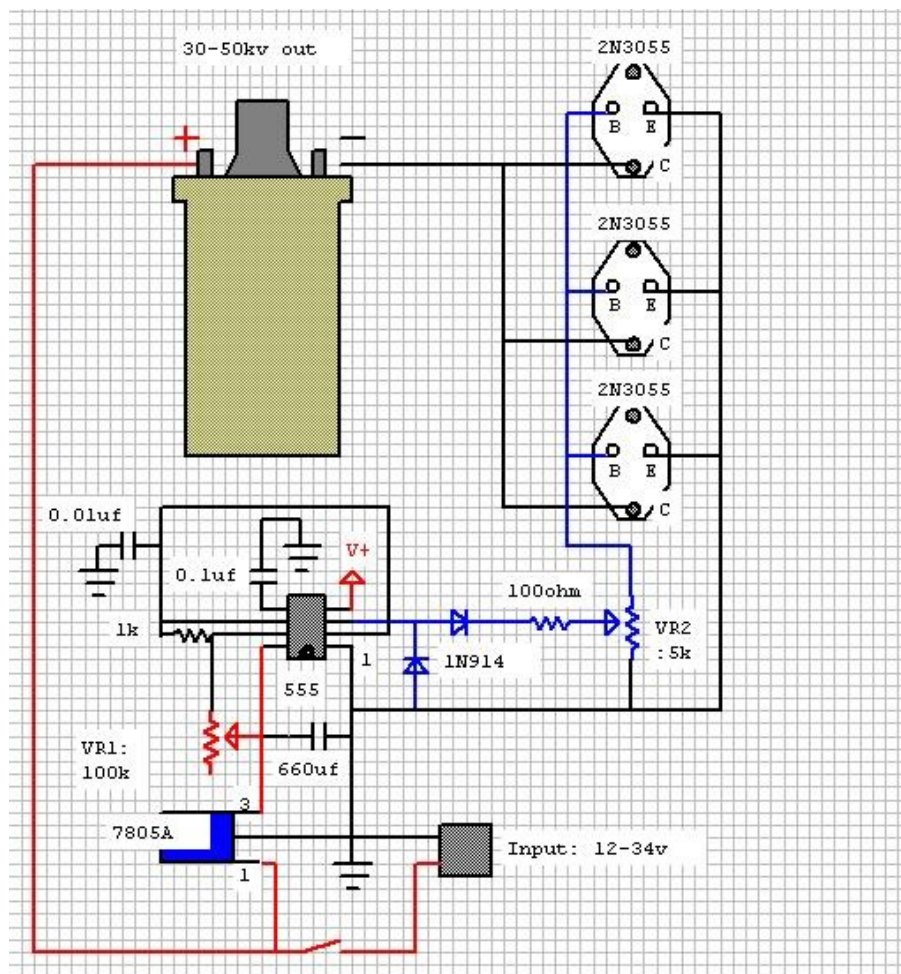 30-50kv out
2N3055
+
−
B
E
C
2N3055
B
E
C
2N3055
B
E
C
0.01uf
V+
0.1uf
100ohm
1k
VR2
:5k
1N914
1
555
VR1:
100k
660uf
3
7805A
Input: 12-34v
1